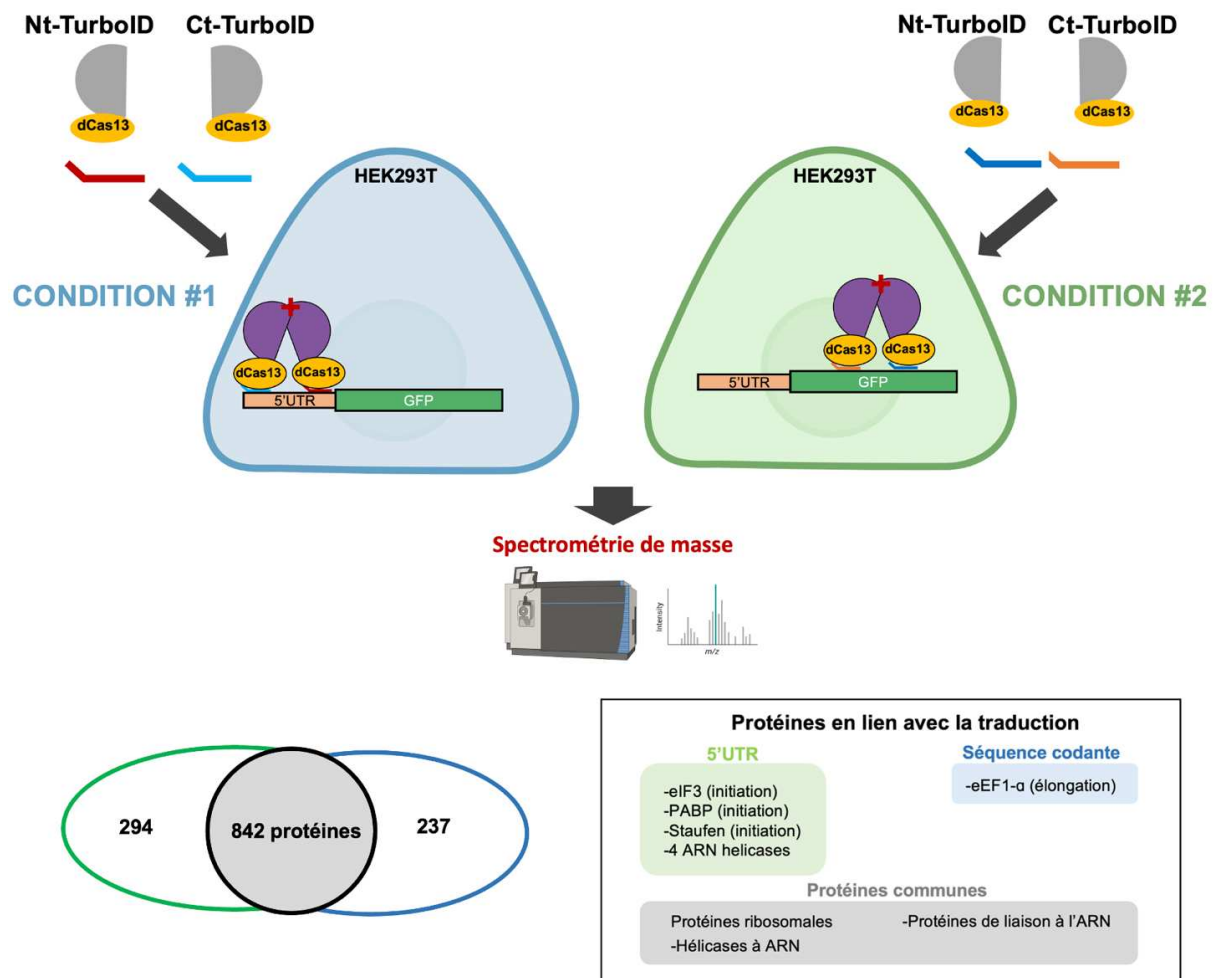 Nt-TurboID
Ct-TurboID
Nt-TurboID
Ct-TurboID
dCas13
dCas13
dCas13
dCas13
HEK293T
HEK293T
CONDITION #1
CONDITION #2
dCas13
dCas13
dCas13
dCas13
5'UTR
GFP
5'UTR
GFP
Spectrométrie de masse
Intensity
m/z
294
842 protéines
237
Protéines en lien avec la traduction
5'UTR
-eIF3 (initiation)
-PABP (initiation)
-Staufen (initiation)
-4 ARN helicases
Séquence codante
-eEF1-α (élongation)
Protéines communes
Protéines ribosomales
-Hélicases à ARN
-Protéines de liaison à l'ARN